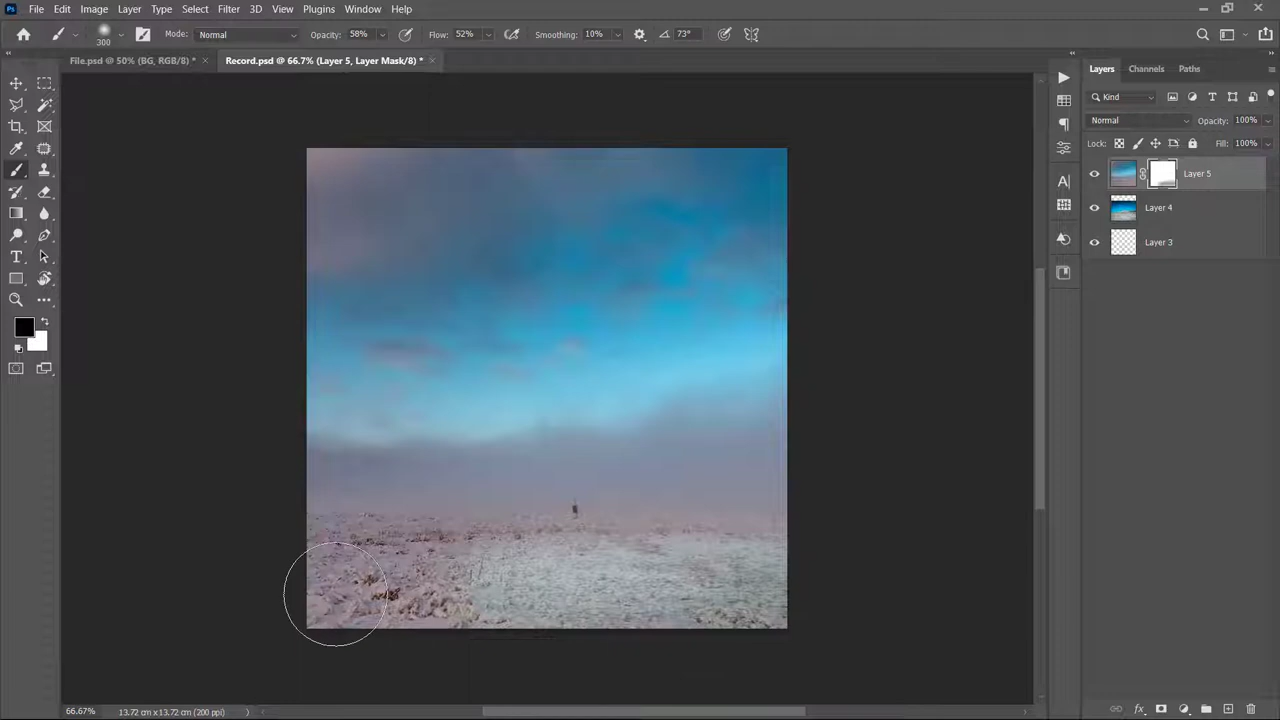 Ps File Edit Image Layer Type Select Filter 3D View Plugins Window Help
300 Mode: Normal Opacity: 58% Flow: 52% Smoothing: 10% 73°
File.psd @ 50% (BG, RGB/8) * × Record.psd @ 66.7% (Layer 5, Layer Mask/8) * ×
Layers Channels Paths
Kind
Normal Opacity: 100%
Lock: Fill: 100%
Layer 5
Layer 4
Layer 3
66.67% 13.72 cm x 13.72 cm (200 ppi)